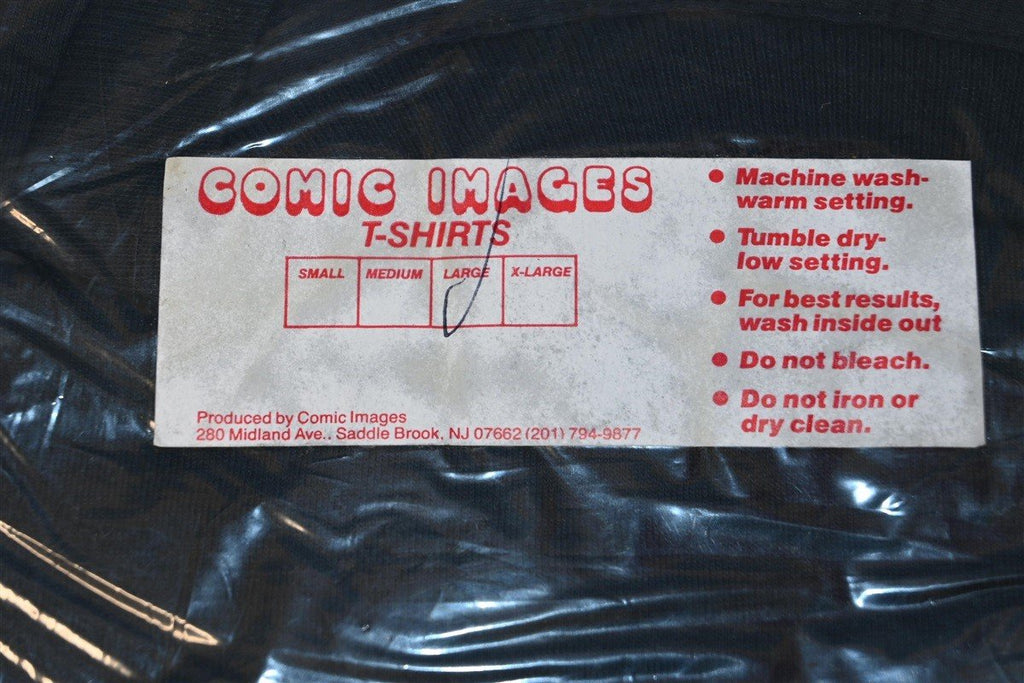 COMIC IMAGES
T-SHIRTS
SMALL MEDIUM LARGE X-LARGE
Produced by Comic Images
280 Midland Ave., Saddle Brook, NJ 07662 (201) 794-9877
• Machine wash-
warm setting.
• Tumble dry-
low setting.
• For best results,
wash inside out
• Do not bleach.
• Do not iron or
dry clean.